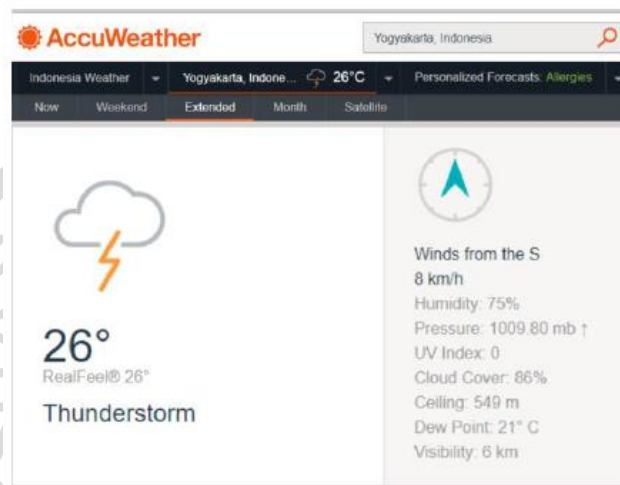 AccuWeather
Yogyakarta, Indonesia
Indonesia Weather
Yogyakarta, Indone... 26°C
Personalized Forecasts: Allergies
Now Weekend Extended Month Satellite
Winds from the S
8 km/h
Humidity: 75%
Pressure: 1009.80 mb ↑
UV Index: 0
Cloud Cover: 86%
Ceiling: 549 m
Dew Point: 21° C
Visibility: 6 km
26°
RealFeel® 26°
Thunderstorm